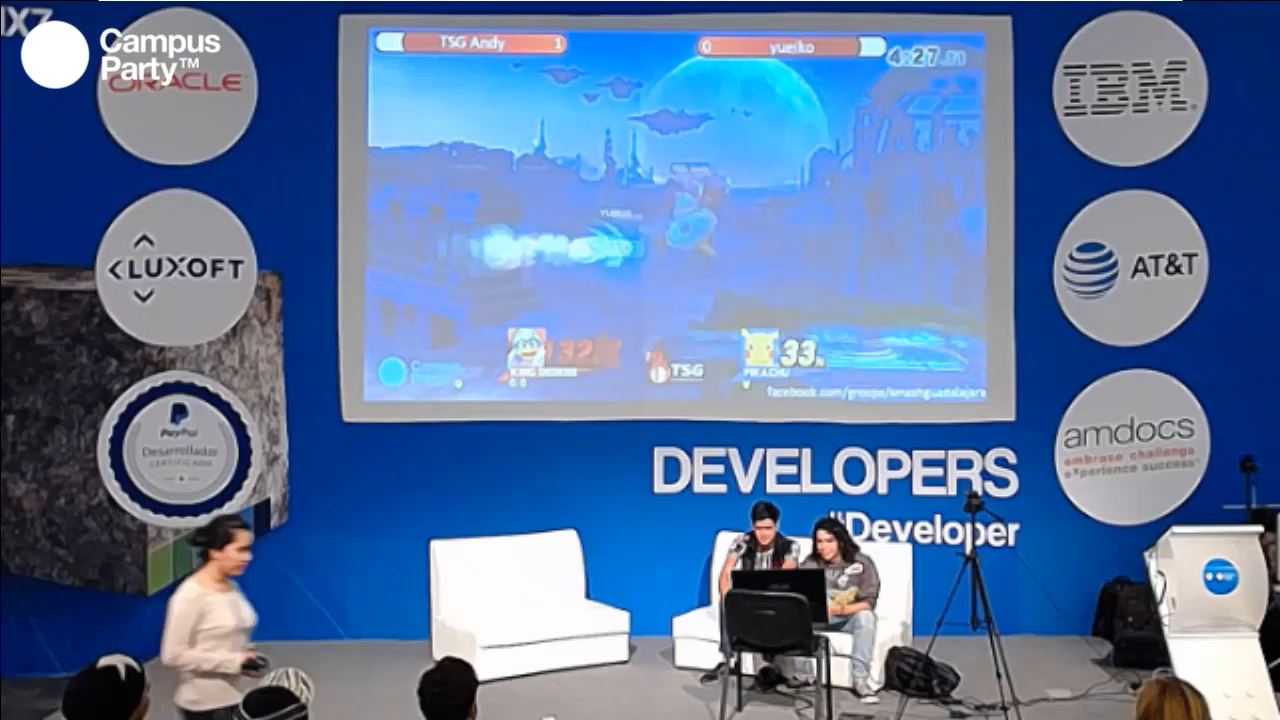 Campus
Party™
ORACLE
TSG Andy 1
0 yueiko
4:27
IBM
LUXOFT
AT&T
132
KING DEDEDE
TSG
33
PIKACHU
facebook.com/groups/smashguadalajara
PayPal
Desarrollador
CERTIFICADO
amdocs
embrace challenge
experience success
DEVELOPERS
#Developer